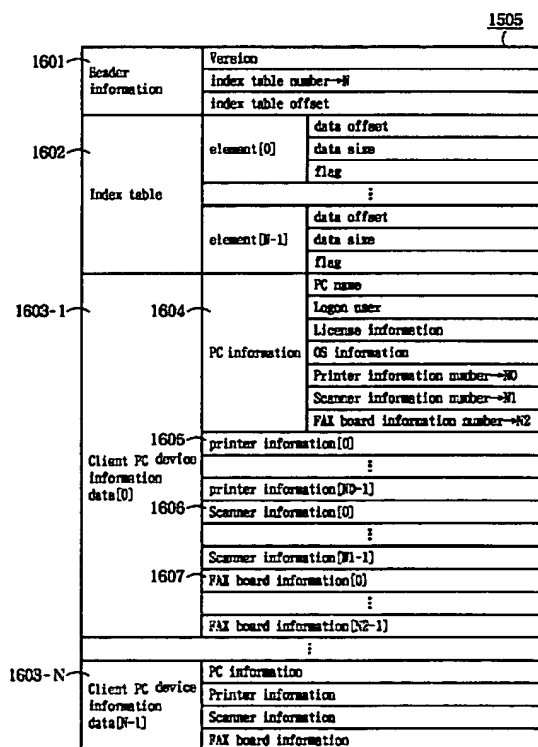 1505
1601
Header information
Version
index table number→N
index table offset
1602
Index table
element[0]
data offset
data size
flag
⋮
element[N-1]
data offset
data size
flag
1603-1
Client PC device information data[0]
1604
PC information
PC name
Logon user
License information
OS information
Printer information number→N0
Scanner information number→N1
FAX board information number→N2
1605
printer information[0]
⋮
printer information[N0-1]
1606
Scanner information[0]
⋮
Scanner information[N1-1]
1607
FAX board information[0]
⋮
FAX board information[N2-1]
⋮
1603-N
Client PC device information data[N-1]
PC information
Printer information
Scanner information
FAX board information